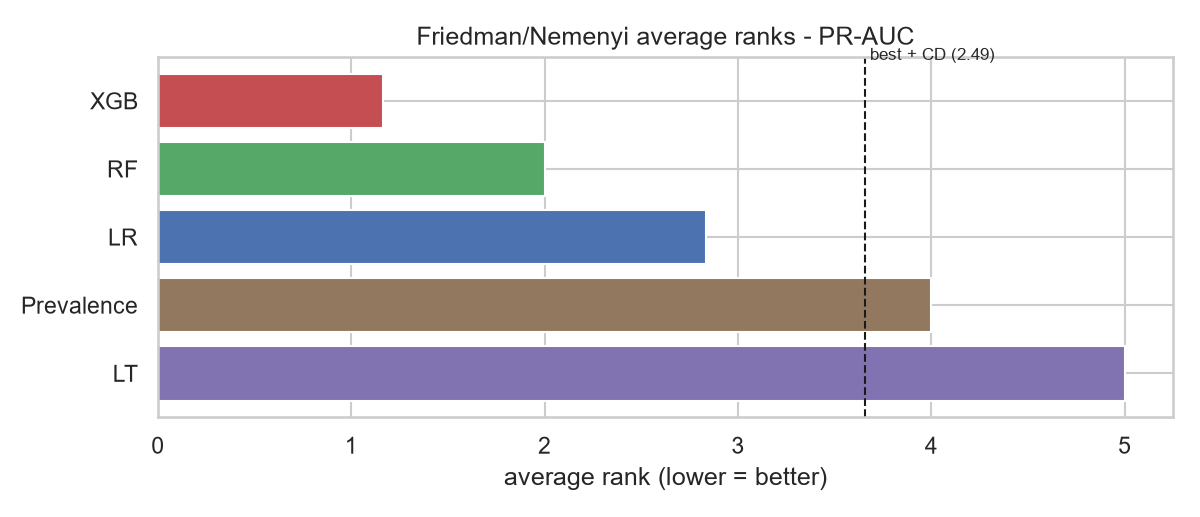 Friedman/Nemenyi average ranks - PR-AUC
best + CD (2.49)
XGB
RF
LR
Prevalence
LT
0 1 2 3 4 5
average rank (lower = better)